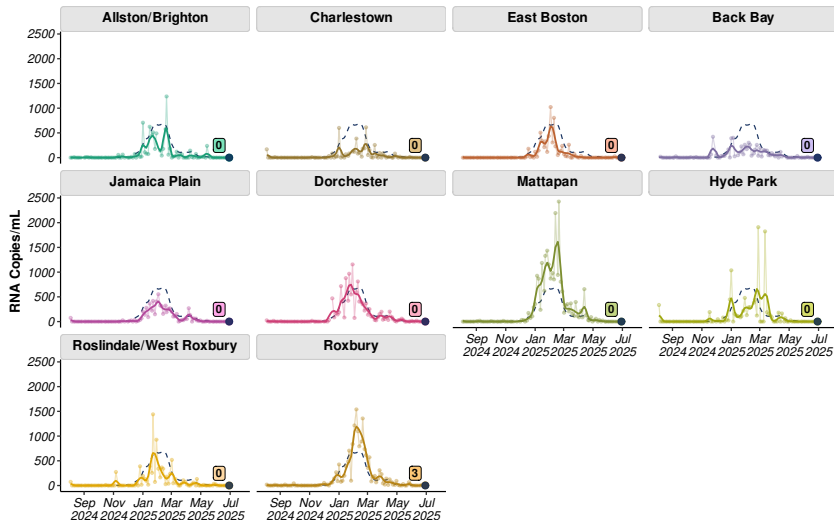 Allston/Brighton Charlestown East Boston Back Bay
2500
2000
1500
1000
500
0
0 0 0 0
Jamaica Plain Dorchester Mattapan Hyde Park
RNA Copies/mL
2500
2000
1500
1000
500
0
0 0 0 0
Sep Nov Jan Mar May Jul Sep Nov Jan Mar May Jul
2024 2024 2025 2025 2025 2025 2024 2024 2025 2025 2025 2025
Roslindale/West Roxbury Roxbury
2500
2000
1500
1000
500
0
0 3
Sep Nov Jan Mar May Jul Sep Nov Jan Mar May Jul
2024 2024 2025 2025 2025 2025 2024 2024 2025 2025 2025 2025